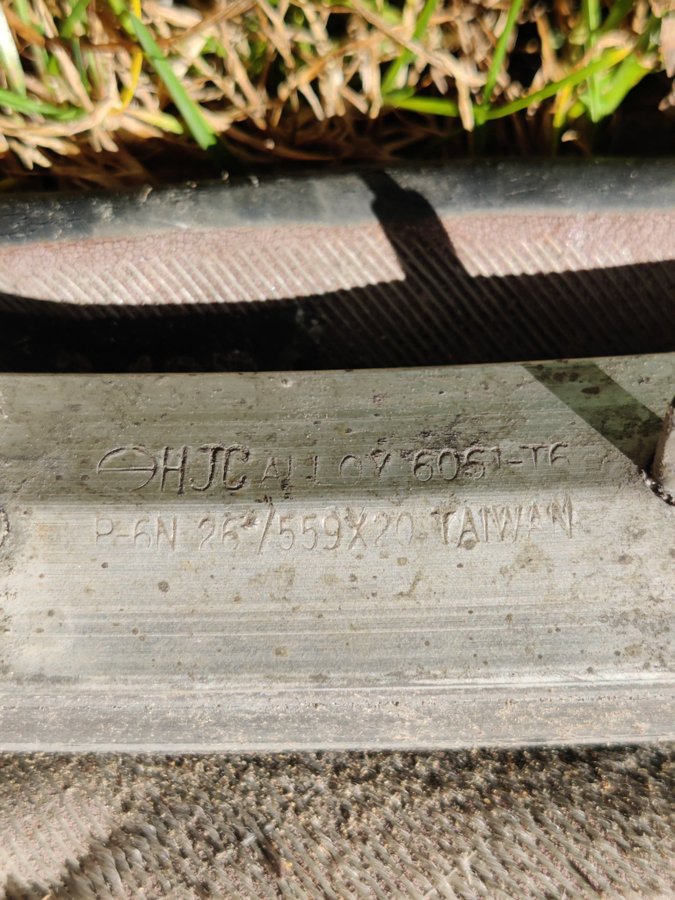 HJC ALLOY 6061-T6
P-6N 26"/559X20 TAIWAN